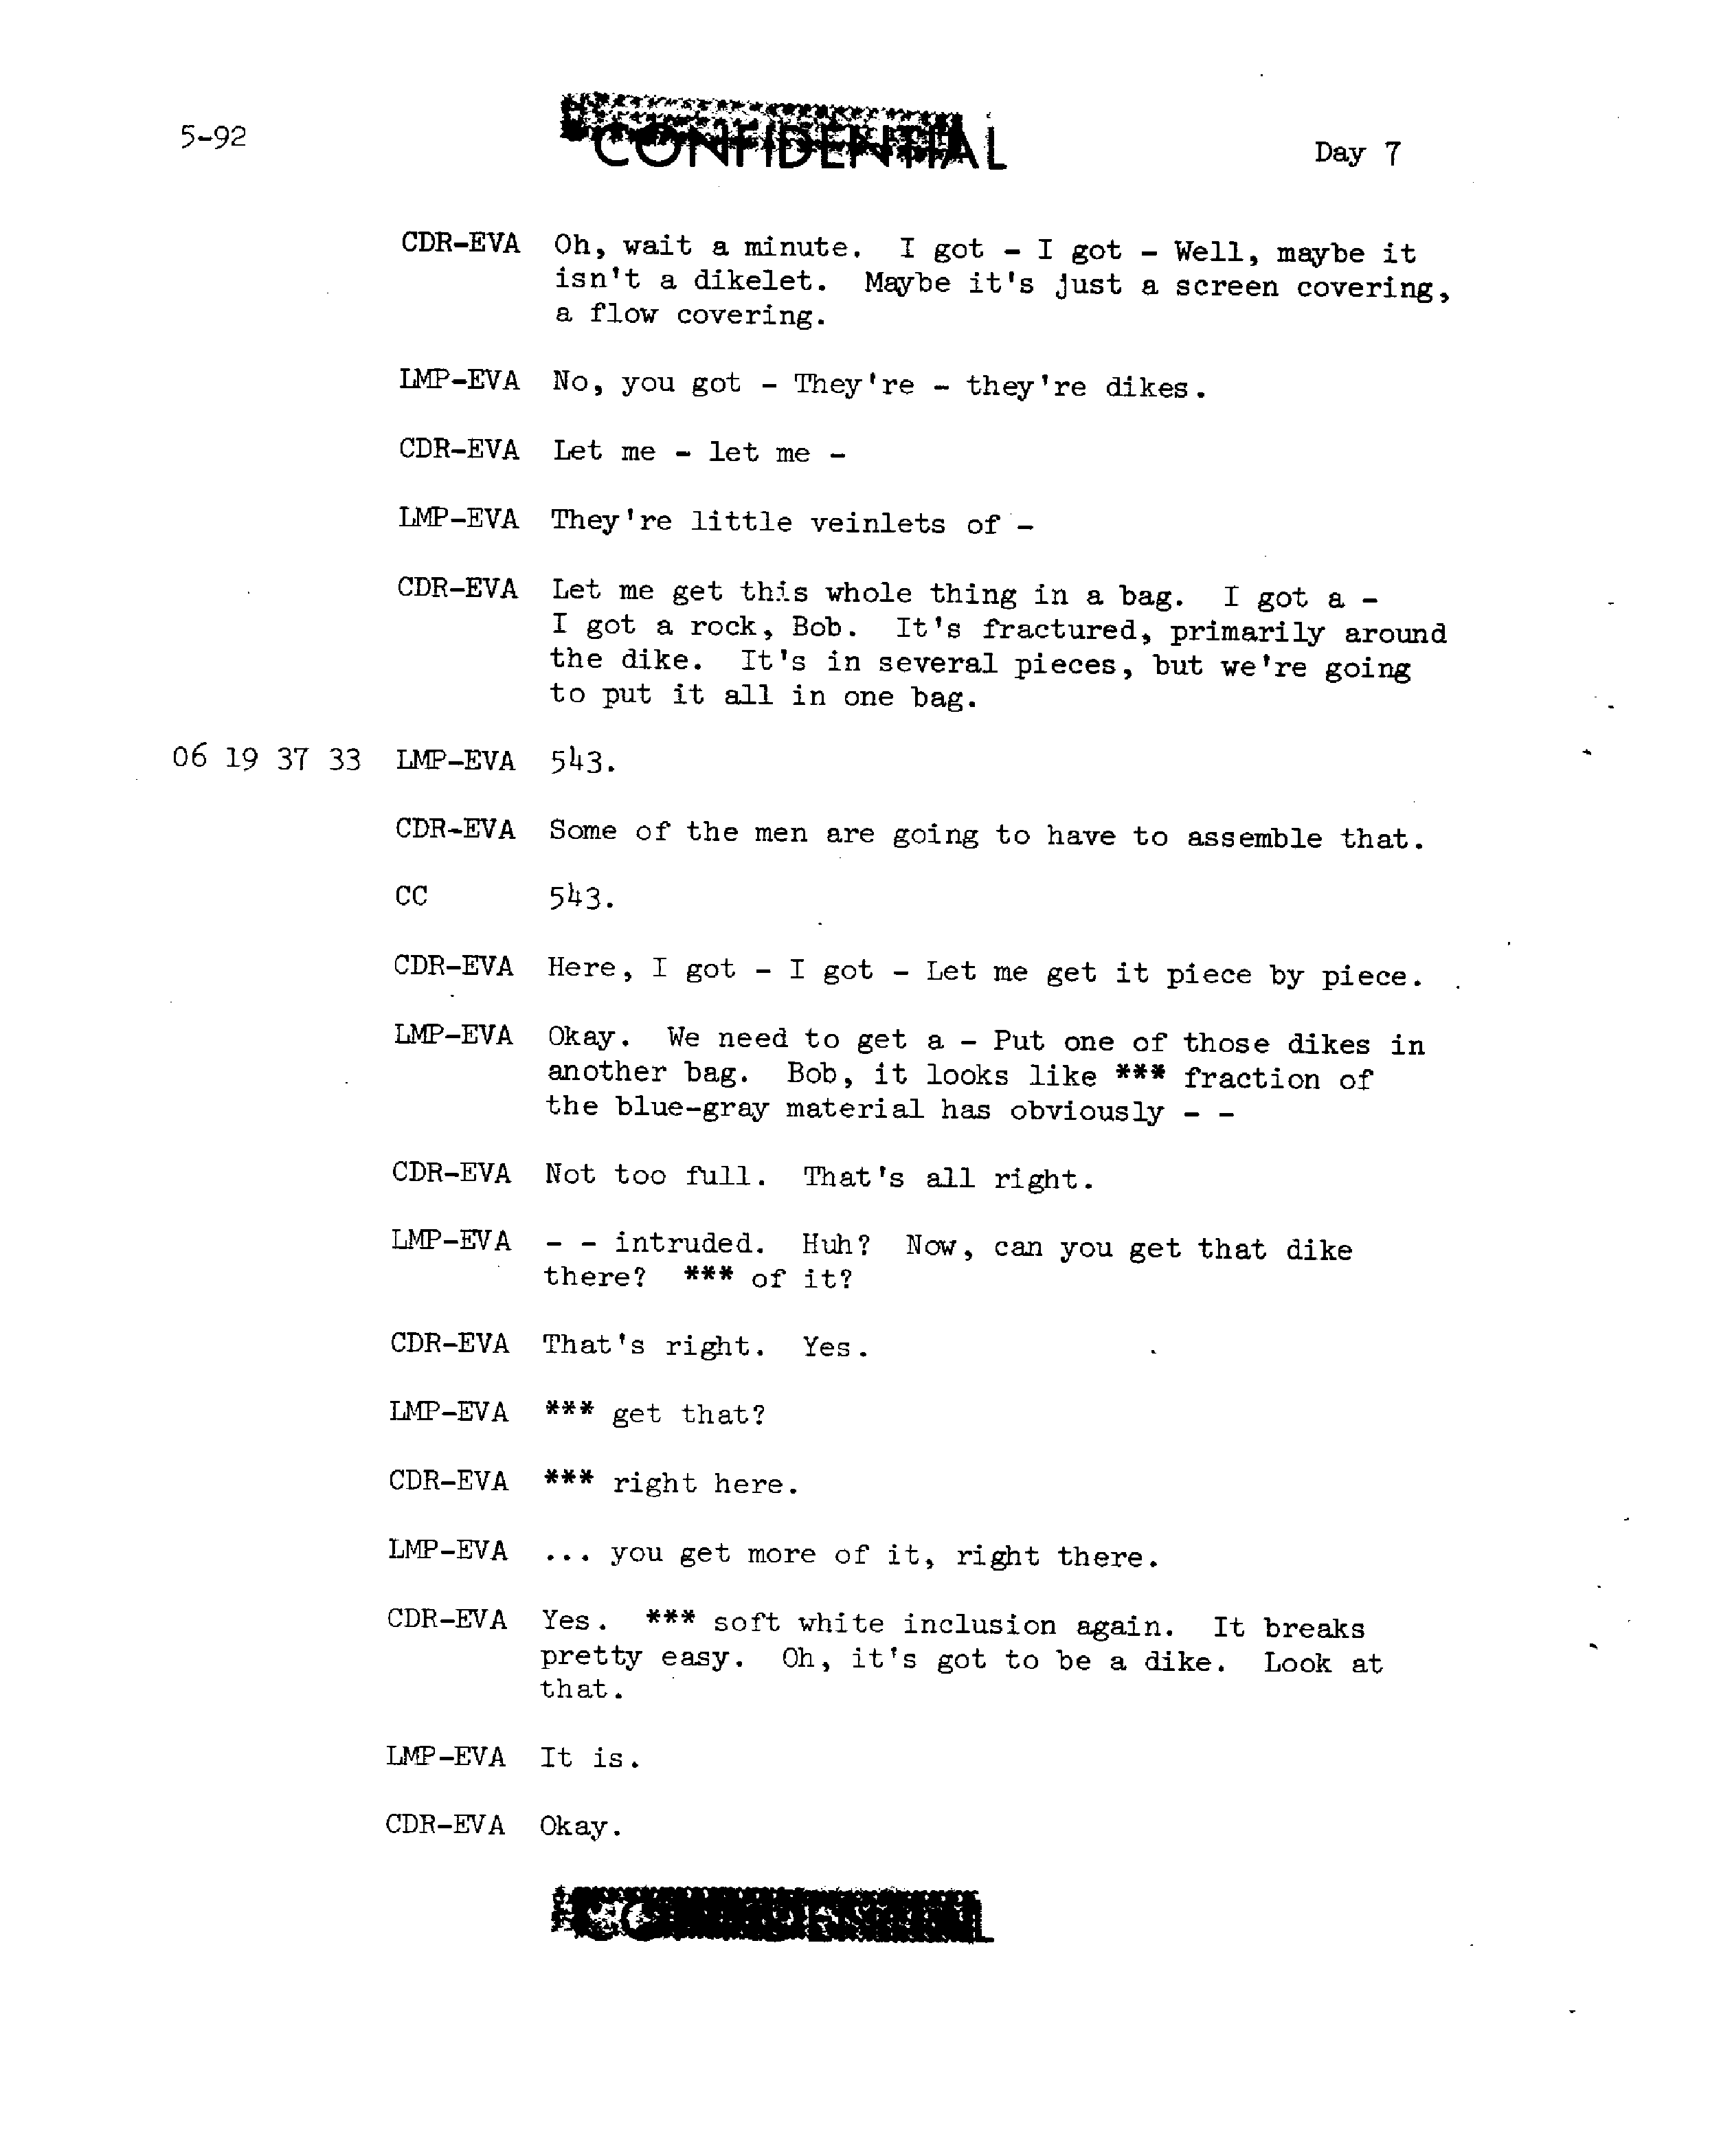 5-92
CONFIDENTIAL
Day 7
CDR-EVA Oh, wait a minute. I got - I got - Well, maybe it
isn't a dikelet. Maybe it's just a screen covering,
a flow covering.
LMP-EVA No, you got - They're - they're dikes.
CDR-EVA Let me - let me -
LMP-EVA They're little veinlets of -
CDR-EVA Let me get this whole thing in a bag. I got a -
I got a rock, Bob. It's fractured, primarily around
the dike. It's in several pieces, but we're going
to put it all in one bag.
06 19 37 33 LMP-EVA 543.
CDR-EVA Some of the men are going to have to assemble that.
CC 543.
CDR-EVA Here, I got - I got - Let me get it piece by piece.
LMP-EVA Okay. We need to get a - Put one of those dikes in
another bag. Bob, it looks like *** fraction of
the blue-gray material has obviously - -
CDR-EVA Not too full. That's all right.
LMP-EVA - - intruded. Huh? Now, can you get that dike
there? *** of it?
CDR-EVA That's right. Yes.
LMP-EVA *** get that?
CDR-EVA *** right here.
LMP-EVA ... you get more of it, right there.
CDR-EVA Yes. *** soft white inclusion again. It breaks
pretty easy. Oh, it's got to be a dike. Look at
that.
LMP-EVA It is.
CDR-EVA Okay.
CONFIDENTIAL